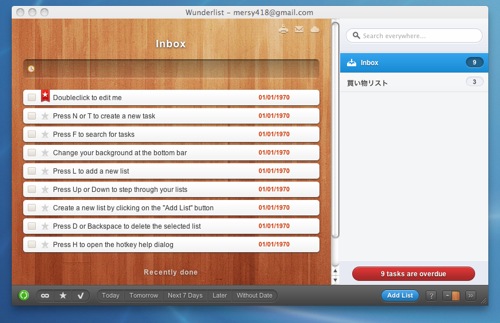 Wunderlist – mersy418@gmail.com
Inbox
Search everywhere...
Inbox 9
買い物リスト 3
Doubleclick to edit me 01/01/1970
Press N or T to create a new task 01/01/1970
Press F to search for tasks 01/01/1970
Change your background at the bottom bar 01/01/1970
Press L to add a new list 01/01/1970
Press Up or Down to step through your lists 01/01/1970
Create a new list by clicking on the "Add List" button 01/01/1970
Press D or Backspace to delete the selected list 01/01/1970
Press H to open the hotkey help dialog 01/01/1970
Recently done
9 tasks are overdue
Today Tomorrow Next 7 Days Later Without Date Add List ?